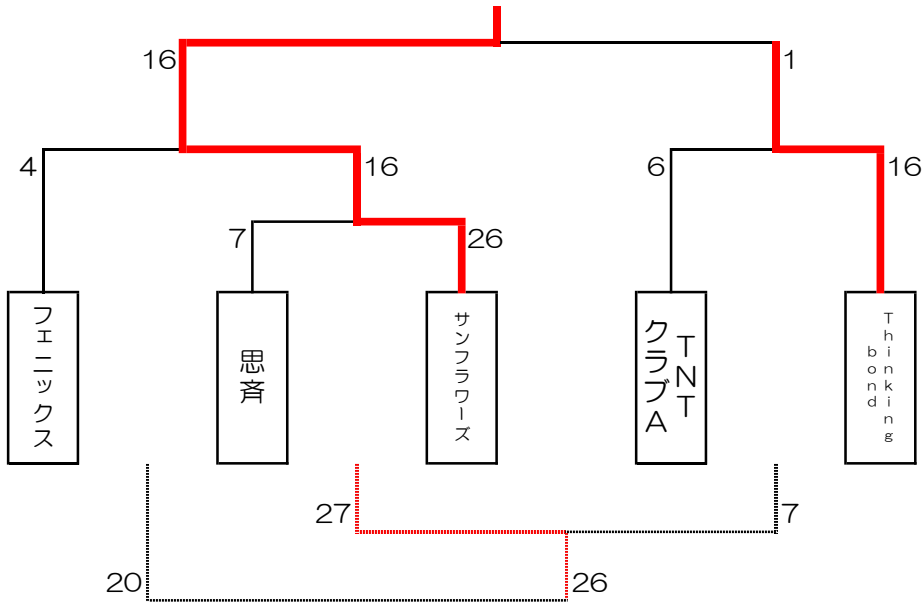 16
1
4
16
6
16
7
26
フェニックス
思斉
サンフラワーズ
TNT
クラブA
Thinking
bond
27
7
20
26